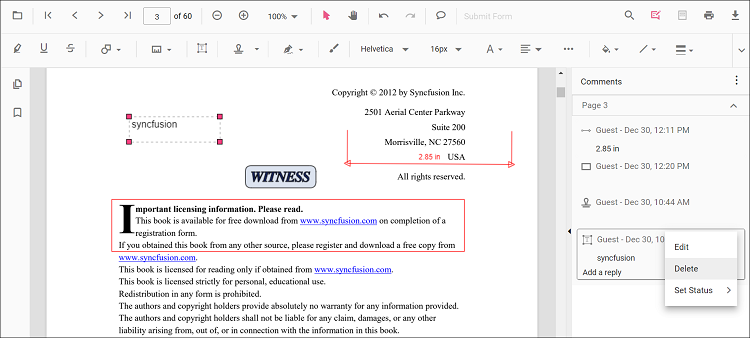 3 of 60 100% Submit Form
Helvetica 16px
Comments
Page 3
Guest - Dec 30, 12:11 PM
2.85 in
Guest - Dec 30, 12:20 PM
Guest - Dec 30, 10:44 AM
Guest - Dec 30, 10
syncfusion
Add a reply
Edit
Delete
Set Status
Copyright © 2012 by Syncfusion Inc.
2501 Aerial Center Parkway
Suite 200
Morrisville, NC 27560
2.85 in USA
All rights reserved.
syncfusion
WITNESS
Important licensing information. Please read.
This book is available for free download from www.syncfusion.com on completion of a
registration form.
If you obtained this book from any other source, please register and download a free copy from
www.syncfusion.com.
This book is licensed for reading only if obtained from www.syncfusion.com.
This book is licensed strictly for personal, educational use.
Redistribution in any form is prohibited.
The authors and copyright holders provide absolutely no warranty for any information provided.
The authors and copyright holders shall not be liable for any claim, damages, or any other
liability arising from, out of, or in connection with the information in this book.